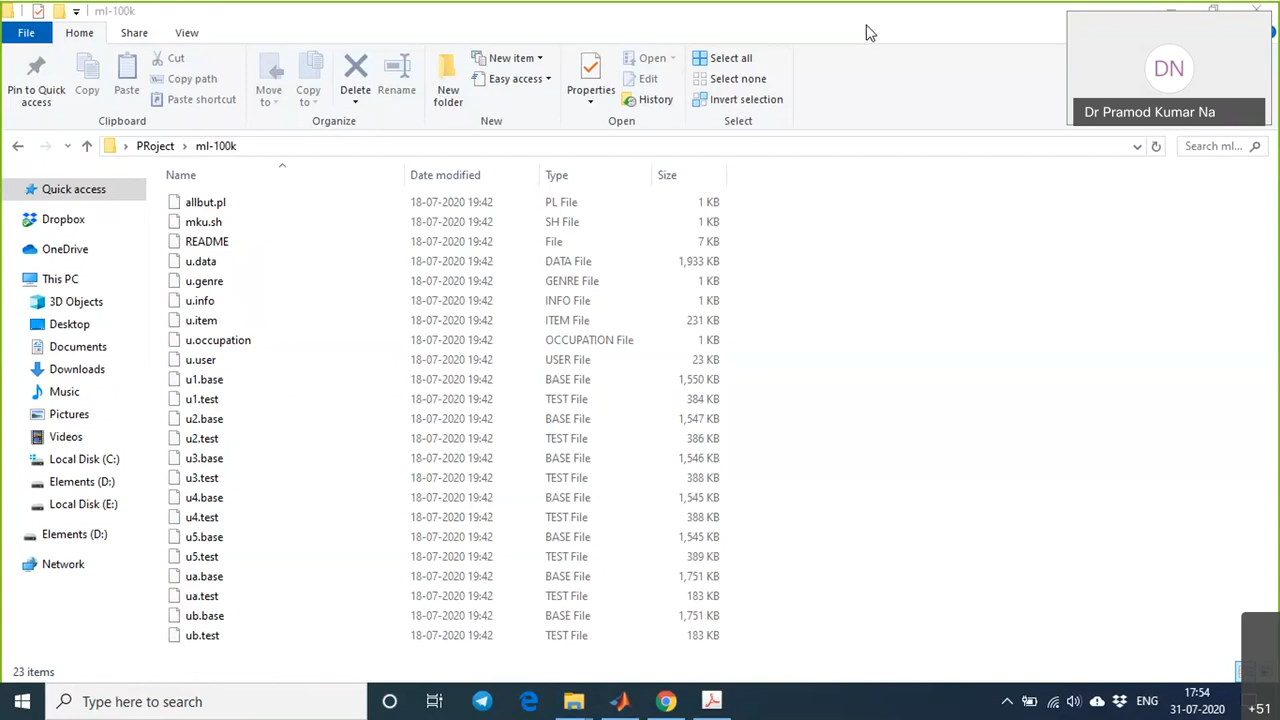 ml-100k
File Home Share View
Pin to Quick access
Copy
Paste
Cut
Copy path
Paste shortcut
Clipboard
Move to
Copy to
Delete
Rename
Organize
New folder
New item
Easy access
New
Properties
Open
Edit
History
Open
Select all
Select none
Invert selection
Select
DN
Dr Pramod Kumar Na
PRoject ml-100k
Search ml...
Quick access
Dropbox
OneDrive
This PC
3D Objects
Desktop
Documents
Downloads
Music
Pictures
Videos
Local Disk (C:)
Elements (D:)
Local Disk (E:)
Elements (D:)
Network
Name Date modified Type Size
allbut.pl 18-07-2020 19:42 PL File 1 KB
mku.sh 18-07-2020 19:42 SH File 1 KB
README 18-07-2020 19:42 File 7 KB
u.data 18-07-2020 19:42 DATA File 1,933 KB
u.genre 18-07-2020 19:42 GENRE File 1 KB
u.info 18-07-2020 19:42 INFO File 1 KB
u.item 18-07-2020 19:42 ITEM File 231 KB
u.occupation 18-07-2020 19:42 OCCUPATION File 1 KB
u.user 18-07-2020 19:42 USER File 23 KB
u1.base 18-07-2020 19:42 BASE File 1,550 KB
u1.test 18-07-2020 19:42 TEST File 384 KB
u2.base 18-07-2020 19:42 BASE File 1,547 KB
u2.test 18-07-2020 19:42 TEST File 386 KB
u3.base 18-07-2020 19:42 BASE File 1,546 KB
u3.test 18-07-2020 19:42 TEST File 388 KB
u4.base 18-07-2020 19:42 BASE File 1,545 KB
u4.test 18-07-2020 19:42 TEST File 388 KB
u5.base 18-07-2020 19:42 BASE File 1,545 KB
u5.test 18-07-2020 19:42 TEST File 389 KB
ua.base 18-07-2020 19:42 BASE File 1,751 KB
ua.test 18-07-2020 19:42 TEST File 183 KB
ub.base 18-07-2020 19:42 BASE File 1,751 KB
ub.test 18-07-2020 19:42 TEST File 183 KB
23 items
Type here to search
ENG
17:54
31-07-2020
+51